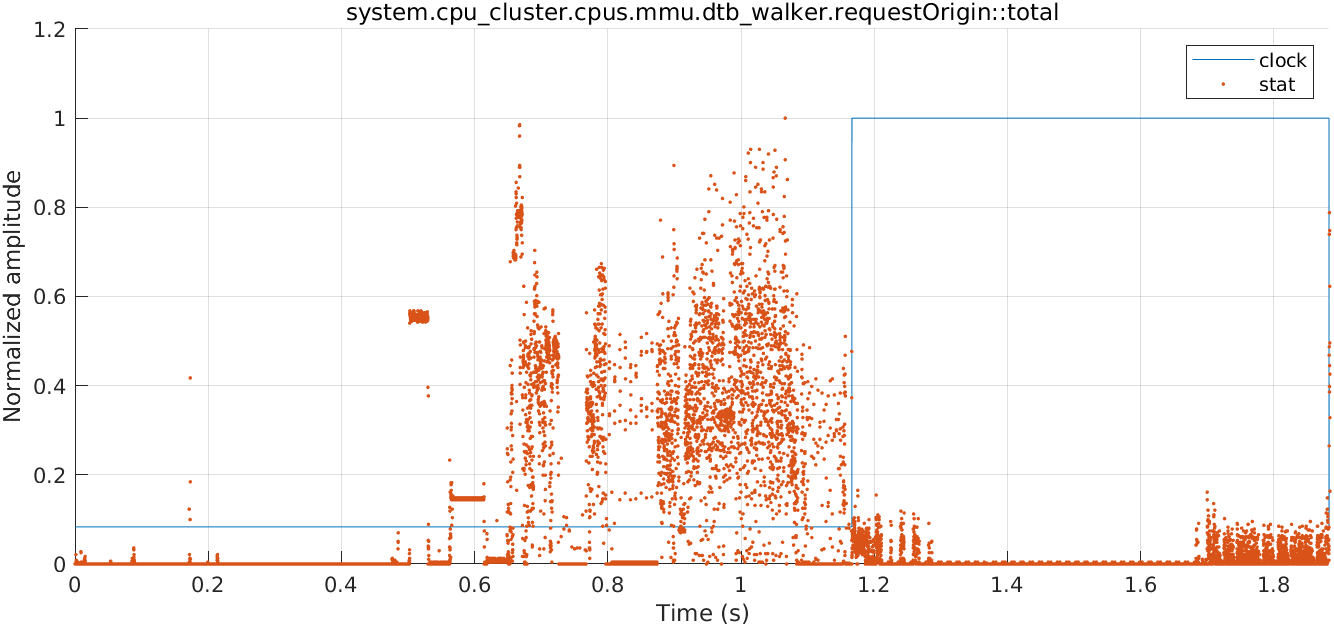 system.cpu_cluster.cpus.mmu.dtb_walker.requestOrigin::total
1.2
1
0.8
0.6
0.4
0.2
0
Normalized amplitude
clock
stat
0 0.2 0.4 0.6 0.8 1 1.2 1.4 1.6 1.8
Time (s)